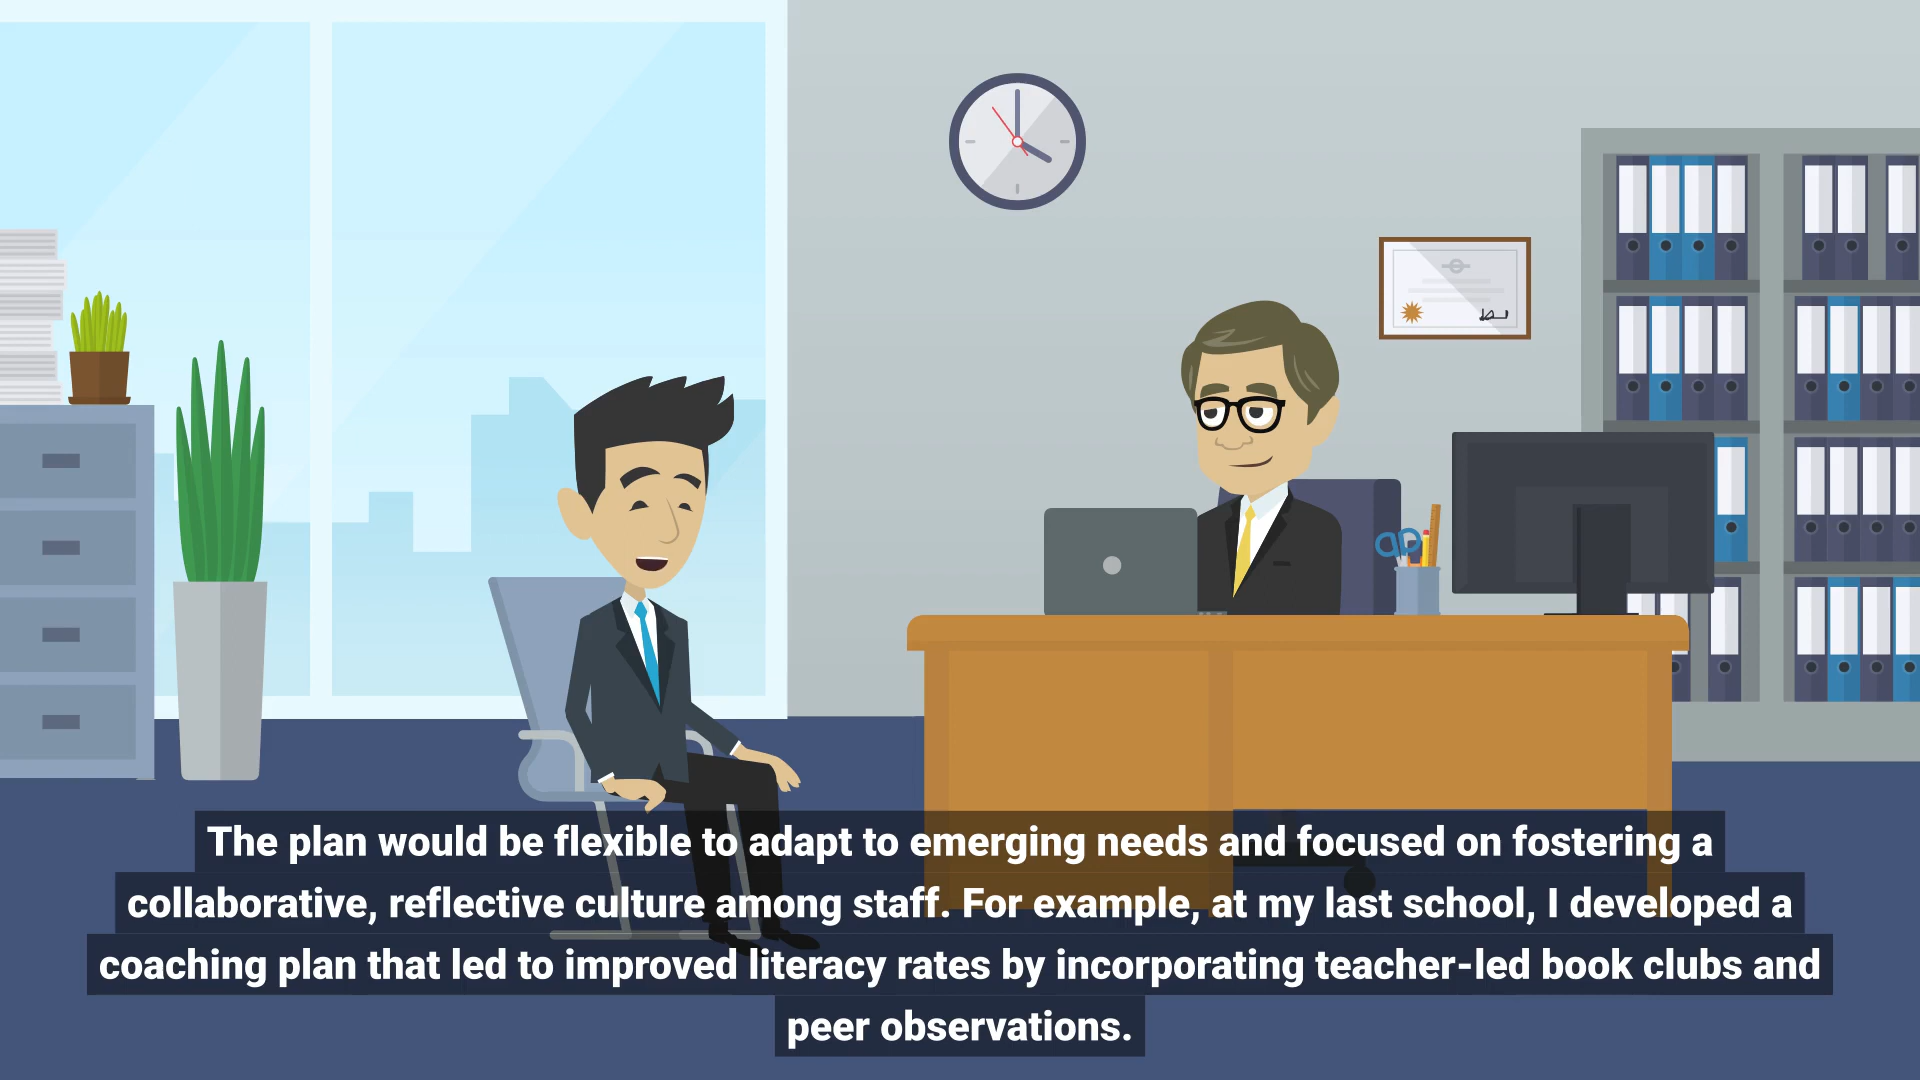 The plan would be flexible to adapt to emerging needs and focused on fostering a
collaborative, reflective culture among staff. For example, at my last school, I developed a
coaching plan that led to improved literacy rates by incorporating teacher-led book clubs and
peer observations.